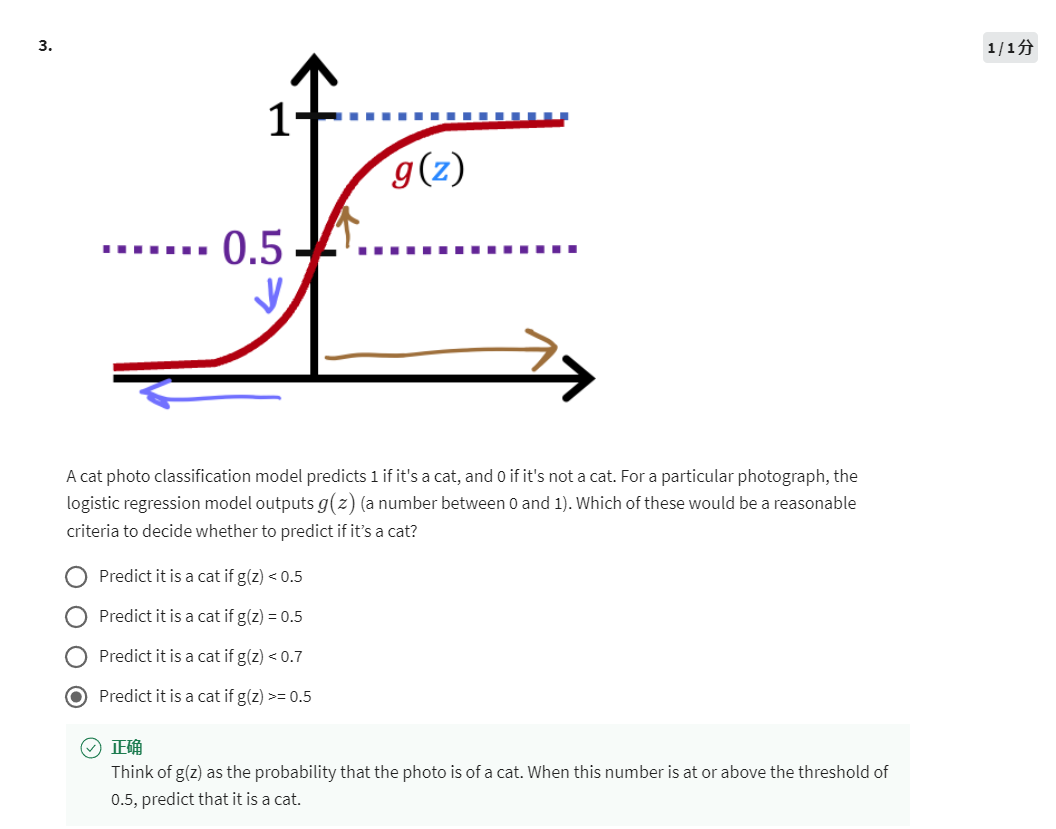 3.
1 / 1分
1
g(z)
0.5
A cat photo classification model predicts 1 if it's a cat, and 0 if it's not a cat. For a particular photograph, the
logistic regression model outputs g(z) (a number between 0 and 1). Which of these would be a reasonable
criteria to decide whether to predict if it’s a cat?
Predict it is a cat if g(z) < 0.5
Predict it is a cat if g(z) = 0.5
Predict it is a cat if g(z) < 0.7
Predict it is a cat if g(z) >= 0.5
正确
Think of g(z) as the probability that the photo is of a cat. When this number is at or above the threshold of
0.5, predict that it is a cat.